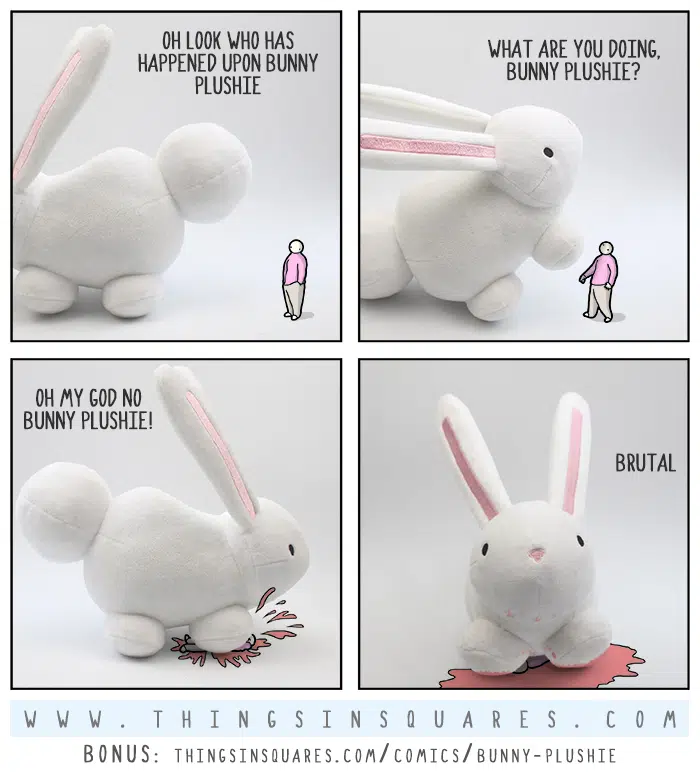 OH LOOK WHO HAS
HAPPENED UPON BUNNY
PLUSHIE
WHAT ARE YOU DOING,
BUNNY PLUSHIE?
OH MY GOD NO
BUNNY PLUSHIE!
BRUTAL
WWW.THINGSINSQUARES.COM
BONUS: THINGSINSQUARES.COM/COMICS/BUNNY-PLUSHIE